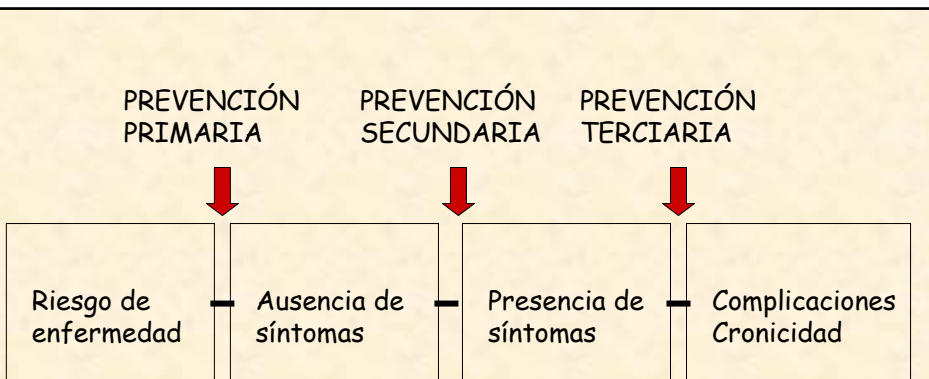 PREVENCIÓN PRIMARIA
PREVENCIÓN SECUNDARIA
PREVENCIÓN TERCIARIA
Riesgo de
enfermedad
Ausencia de
síntomas
Presencia de
síntomas
Complicaciones
Cronicidad